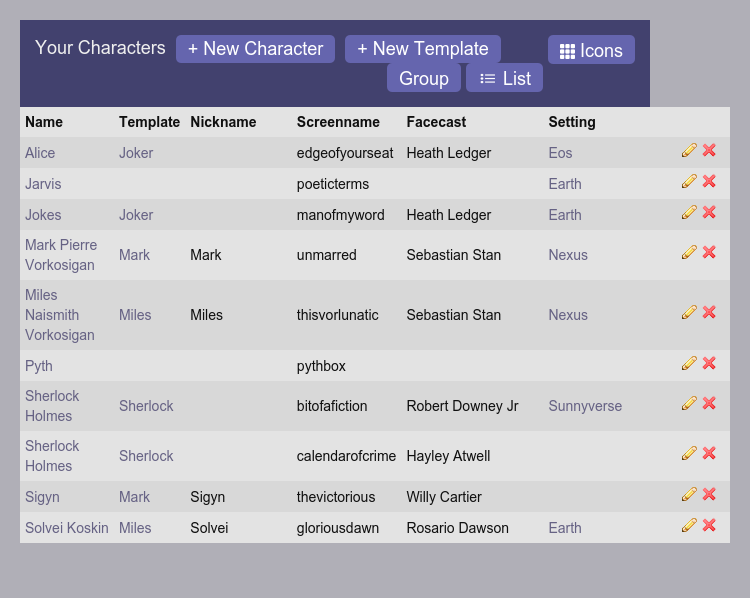 Your Characters + New Character + New Template Icons
Group List
Name Template Nickname Screenname Facecast Setting
Alice Joker edgeofyourseat Heath Ledger Eos
Jarvis poeticterms Earth
Jokes Joker manofmyword Heath Ledger Earth
Mark Pierre
Vorkosigan Mark Mark unmarred Sebastian Stan Nexus
Miles
Naismith
Vorkosigan Miles Miles thisvorlunatic Sebastian Stan Nexus
Pyth pythbox
Sherlock
Holmes Sherlock bitofafiction Robert Downey Jr Sunnyverse
Sherlock
Holmes Sherlock calendarofcrime Hayley Atwell
Sigyn Mark Sigyn thevictorious Willy Cartier
Solvei Koskin Miles Solvei gloriousdawn Rosario Dawson Earth